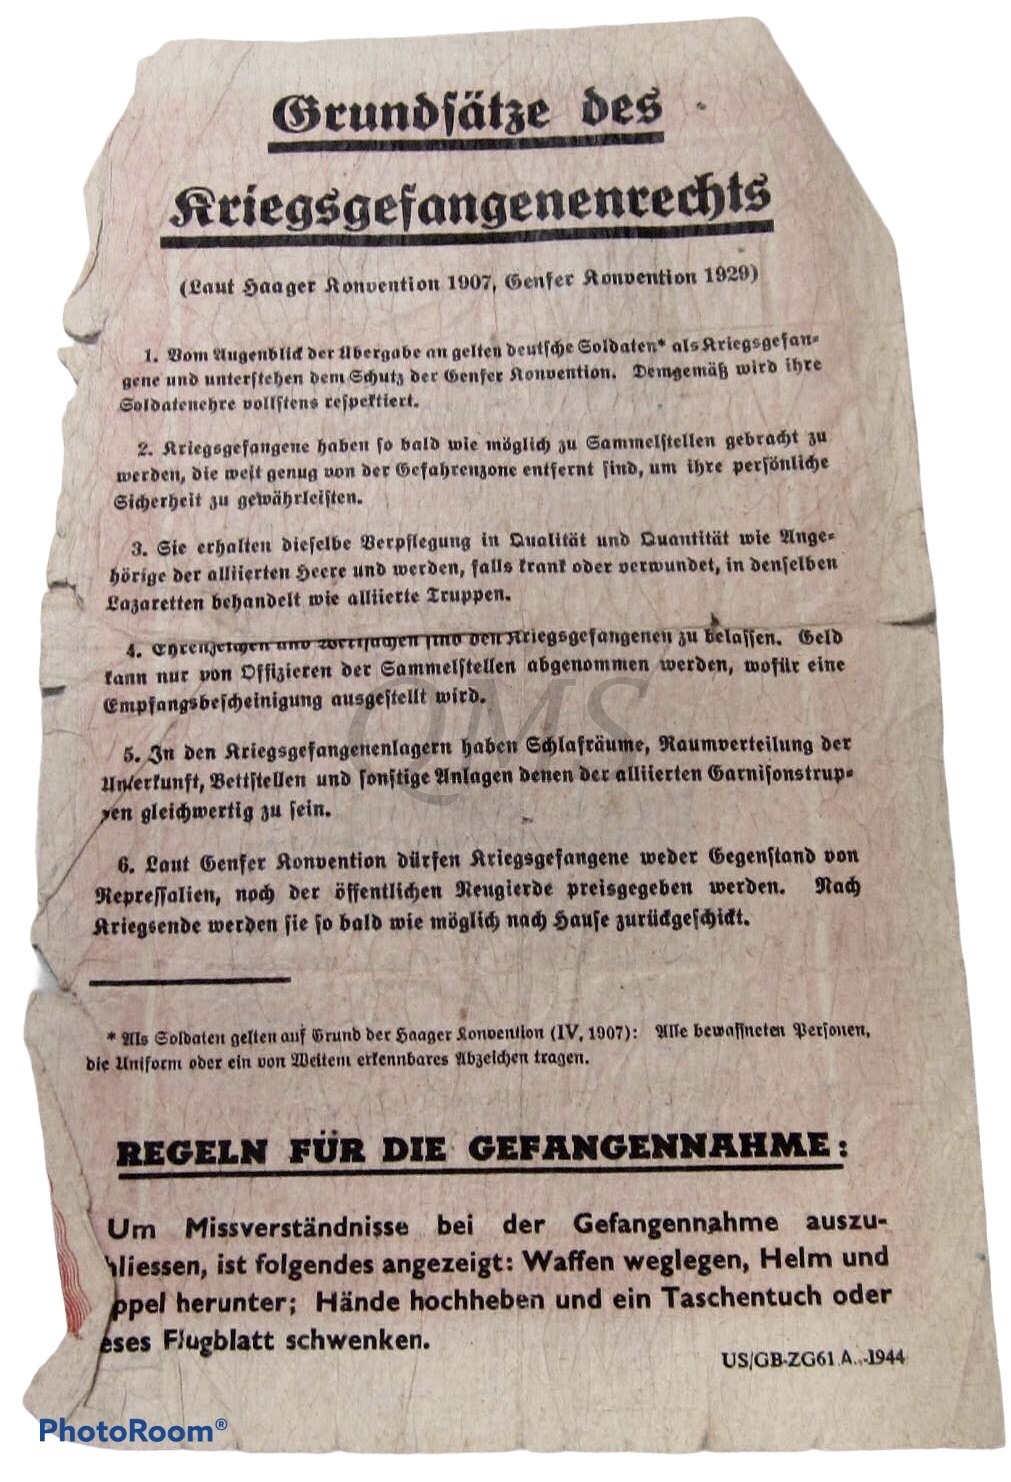 Grundsätze des
Kriegsgefangenenrechts
(Laut Haager Konvention 1907, Genfer Konvention 1929)
1. Vom Augenblick der Übergabe an gelten deutsche Soldaten* als Kriegsgefan-
gene und unterstehen dem Schutz der Genfer Konvention. Demgemäß wird ihre
Soldatenehre vollstens respektiert.
2. Kriegsgefangene haben so bald wie möglich zu Sammelstellen gebracht zu
werden, die weit genug von der Gefahrenzone entfernt sind, um ihre persönliche
Sicherheit zu gewährleisten.
3. Sie erhalten dieselbe Verpflegung in Qualität und Quantität wie Ange-
hörige der alliierten Heere und werden, falls krank oder verwundet, in denselben
Lazaretten behandelt wie alliierte Truppen.
4. Ehrenzeichen und Wertsachen sind den Kriegsgefangenen zu belassen. Geld
kann nur von Offizieren der Sammelstellen abgenommen werden, wofür eine
Empfangsbescheinigung ausgestellt wird.
QMS
5. In den Kriegsgefangenenlagern haben Schlafräume, Raumverteilung der
Unterkunft, Bettstellen und sonstige Anlagen denen der alliierten Garnisonstrup-
pen gleichwertig zu sein.
6. Laut Genfer Konvention dürfen Kriegsgefangene weder Gegenstand von
Repressalien, noch der öffentlichen Neugierde preisgegeben werden. Nach
Kriegsende werden sie so bald wie möglich nach Hause zurückgeschickt.
* Als Soldaten gelten auf Grund der Haager Konvention (IV, 1907): Alle bewaffneten Personen,
die Uniform oder ein von Weitem erkennbares Abzeichen tragen.
REGELN FÜR DIE GEFANGENNAHME:
Um Missverständnisse bei der Gefangennahme auszu-
hliessen, ist folgendes angezeigt: Waffen weglegen, Helm und
ppel herunter; Hände hochheben und ein Taschentuch oder
eses Flugblatt schwenken.
US/GB-ZG61 A.-1944
PhotoRoom®